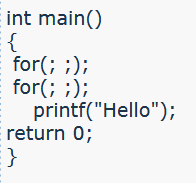 int main()
{
for(; ;);
for(; ;);
printf("Hello");
return 0;
}